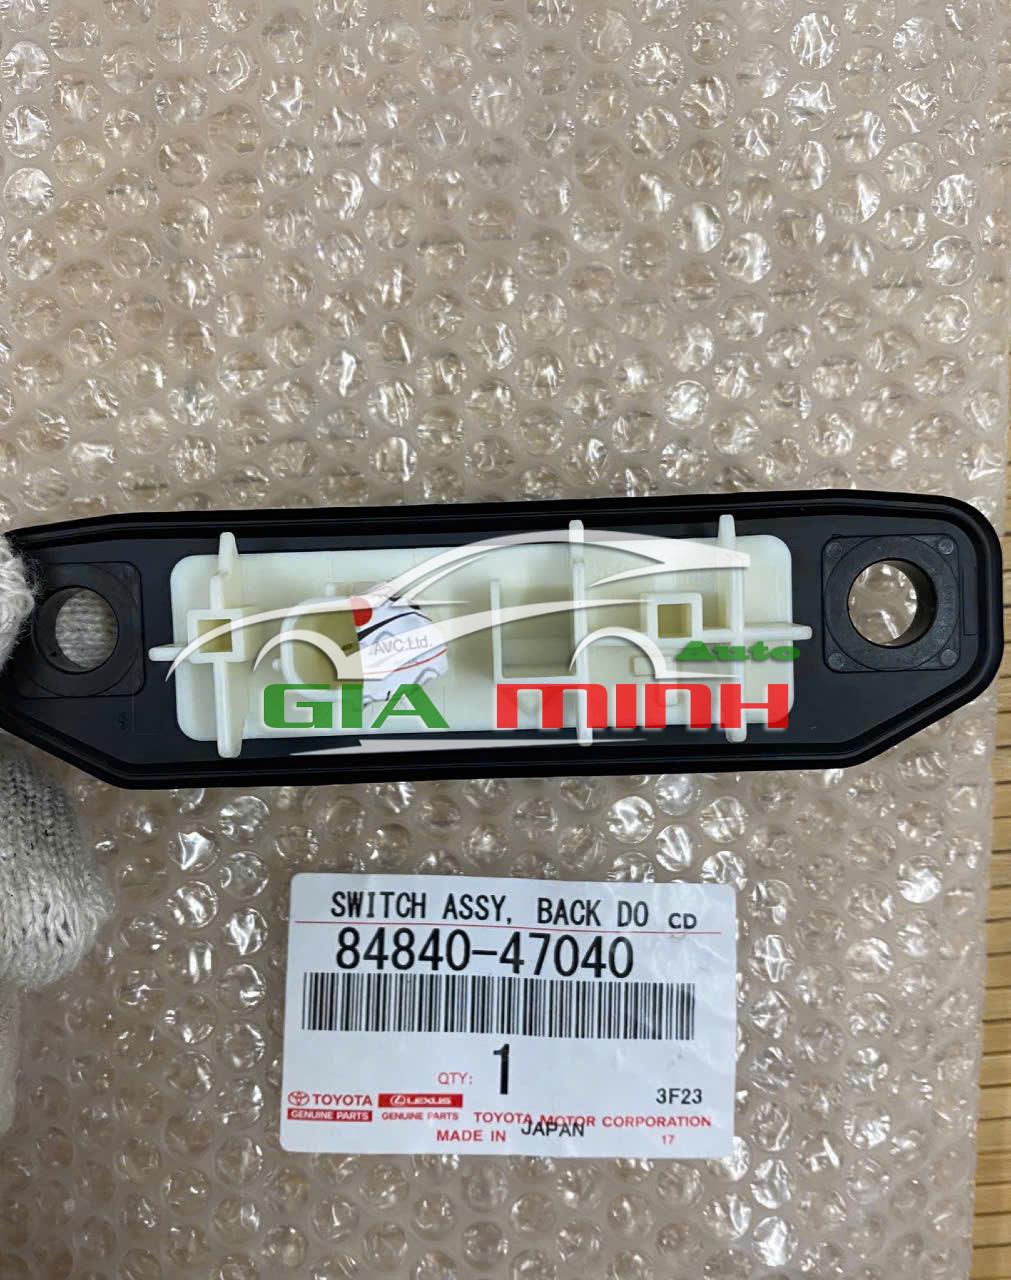 AVC.Ltd.
Auto
GIA MINH
SWITCH ASSY, BACK DO CD
84840-47040
QTY: 1
3F23
TOYOTA
GENUINE PARTS
LEXUS
GENUINE PARTS
TOYOTA MOTOR CORPORATION
MADE IN JAPAN
17